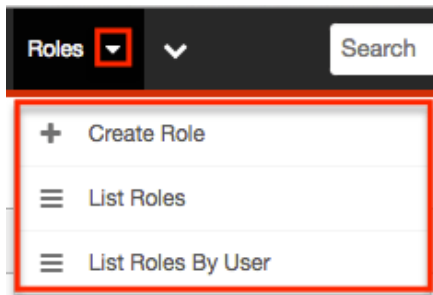 Roles
Search
Create Role
List Roles
List Roles By User